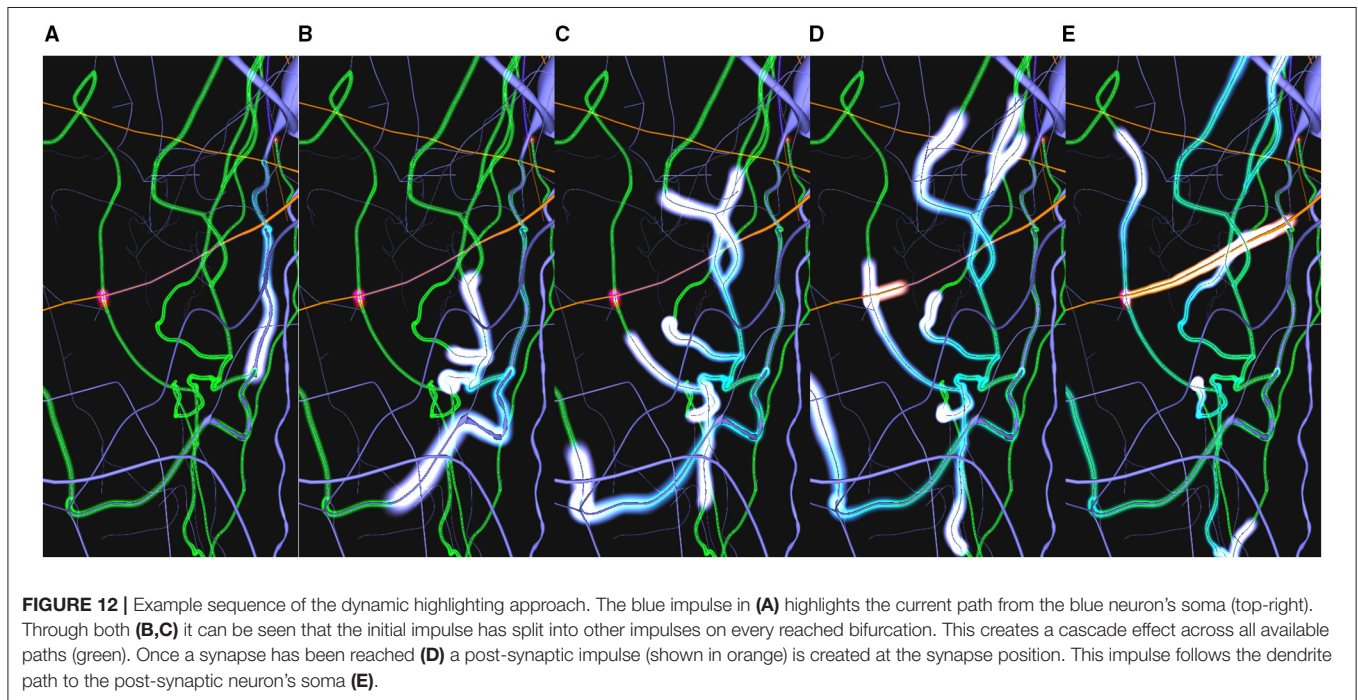 A B C D E
FIGURE 12 | Example sequence of the dynamic highlighting approach. The blue impulse in (A) highlights the current path from the blue neuron's soma (top-right).
Through both (B,C) it can be seen that the initial impulse has split into other impulses on every reached bifurcation. This creates a cascade effect across all available
paths (green). Once a synapse has been reached (D) a post-synaptic impulse (shown in orange) is created at the synapse position. This impulse follows the dendrite
path to the post-synaptic neuron's soma (E).